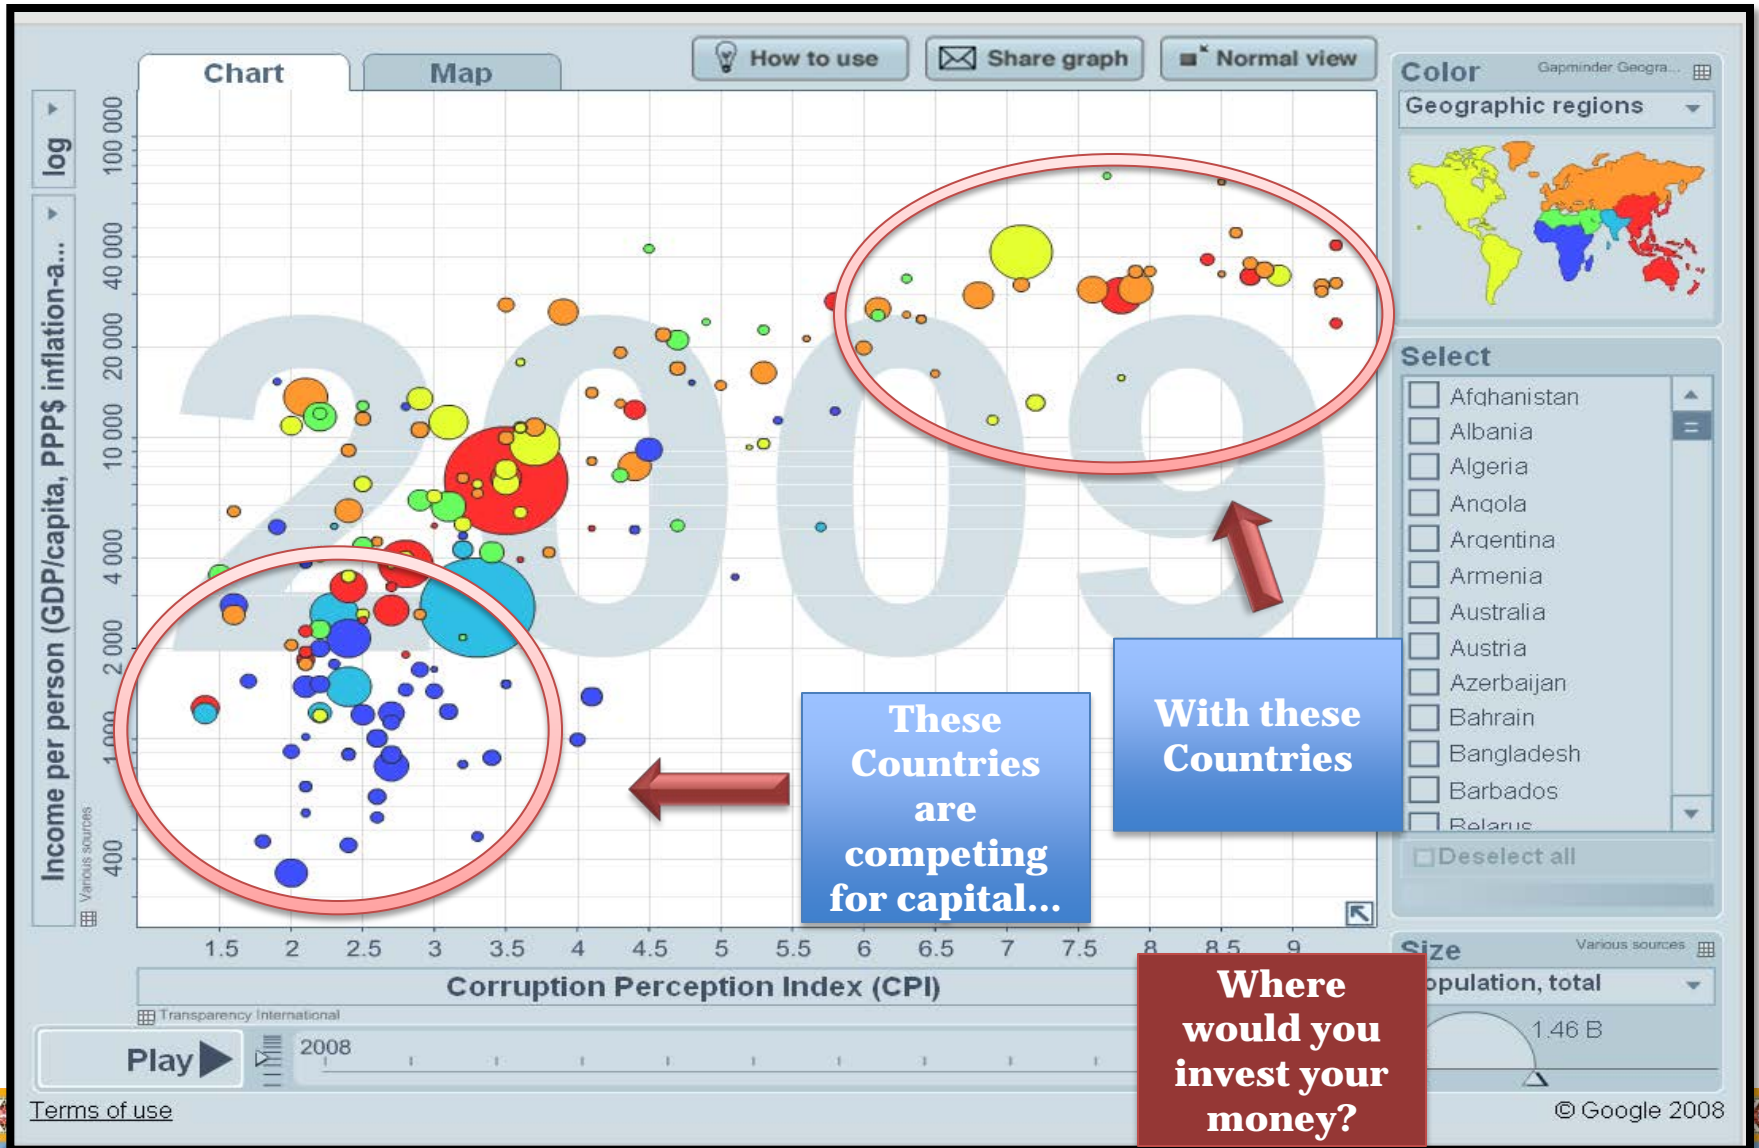 Chart
Map
How to use
Share graph
Normal view
Color
Gapminder Geogra...
Geographic regions
log
100 000
40 000
20 000
10 000
4 000
2 000
1 000
400
Income per person (GDP/capita, PPP$ inflation-a...
Various sources
2009
Select
Afghanistan
Albania
Algeria
Angola
Argentina
Armenia
Australia
Austria
Azerbaijan
Bahrain
Bangladesh
Barbados
Belarus
Deselect all
These
Countries
are
competing
for capital...
With these
Countries
1.5 2 2.5 3 3.5 4 4.5 5 5.5 6 6.5 7 7.5 8 8.5 9
Corruption Perception Index (CPI)
Transparency International
Size
Various sources
opulation, total
1.46 B
Where
would you
invest your
money?
Play
2008
Terms of use
© Google 2008